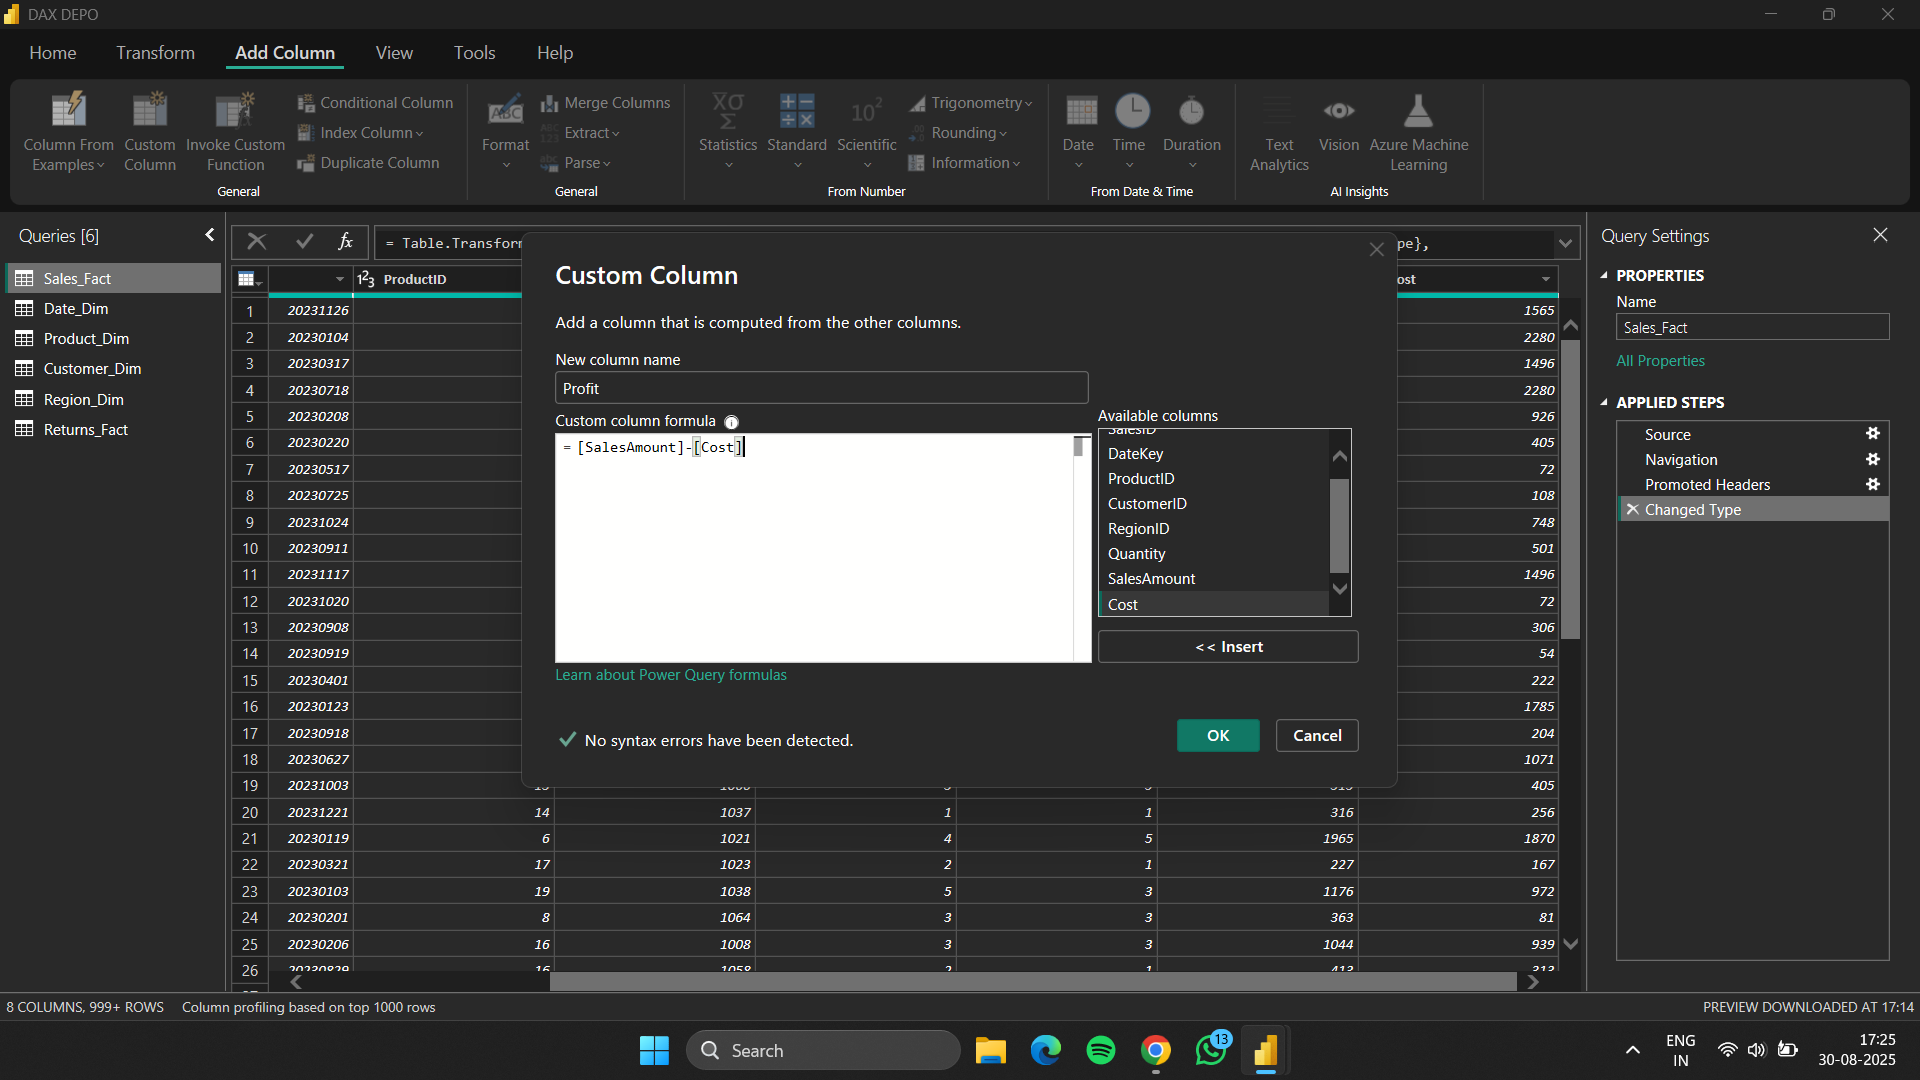 DAX DEPO
Home Transform Add Column View Tools Help
Column From Examples
Custom Column
Invoke Custom Function
Conditional Column
Index Column
Duplicate Column
General
Format
Merge Columns
Extract
Parse
General
Statistics
Standard
Scientific
Trigonometry
Rounding
Information
From Number
Date
Time
Duration
From Date & Time
Text Analytics
Vision
Azure Machine Learning
AI Insights
Queries [6]
Sales_Fact
Date_Dim
Product_Dim
Customer_Dim
Region_Dim
Returns_Fact
= Table.Transform
pe},
ProductID
ost
1 20231126 1565
2 20230104 2280
3 20230317 1496
4 20230718 2280
5 20230208 926
6 20230220 405
7 20230517 72
8 20230725 108
9 20231024 748
10 20230911 501
11 20231117 1496
12 20231020 72
13 20230908 306
14 20230919 54
15 20230401 222
16 20230123 1785
17 20230918 204
18 20230627 1071
19 20231003 405
20 20231221 14 1037 1 1 316 256
21 20230119 6 1021 4 5 1965 1870
22 20230321 17 1023 2 1 227 167
23 20230103 19 1038 5 3 1176 972
24 20230201 8 1064 3 3 363 81
25 20230206 16 1008 3 3 1044 939
26 20230829 16 1058 2 1 413 313
Custom Column
Add a column that is computed from the other columns.
New column name
Profit
Custom column formula
= [SalesAmount]-[Cost]
Available columns
SalesID
DateKey
ProductID
CustomerID
RegionID
Quantity
SalesAmount
Cost
<< Insert
Learn about Power Query formulas
No syntax errors have been detected.
OK
Cancel
Query Settings
PROPERTIES
Name
Sales_Fact
All Properties
APPLIED STEPS
Source
Navigation
Promoted Headers
Changed Type
8 COLUMNS, 999+ ROWS Column profiling based on top 1000 rows
PREVIEW DOWNLOADED AT 17:14
Search
13
ENG
IN
17:25
30-08-2025